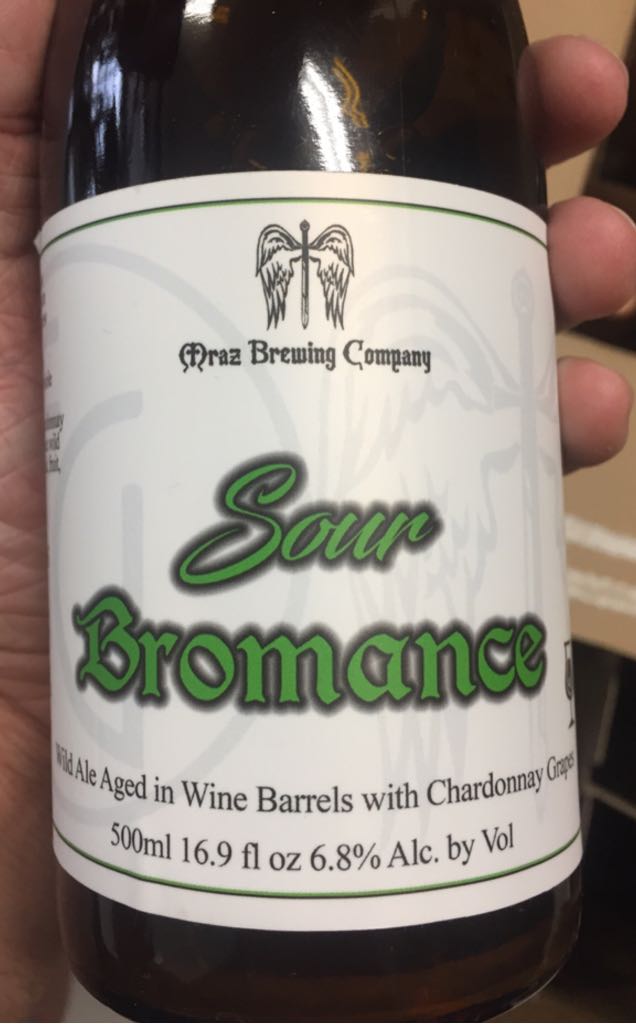 Mraz Brewing Company
Sour
Bromance
Wild Ale Aged in Wine Barrels with Chardonnay Grapes
500ml 16.9 fl oz 6.8% Alc. by Vol